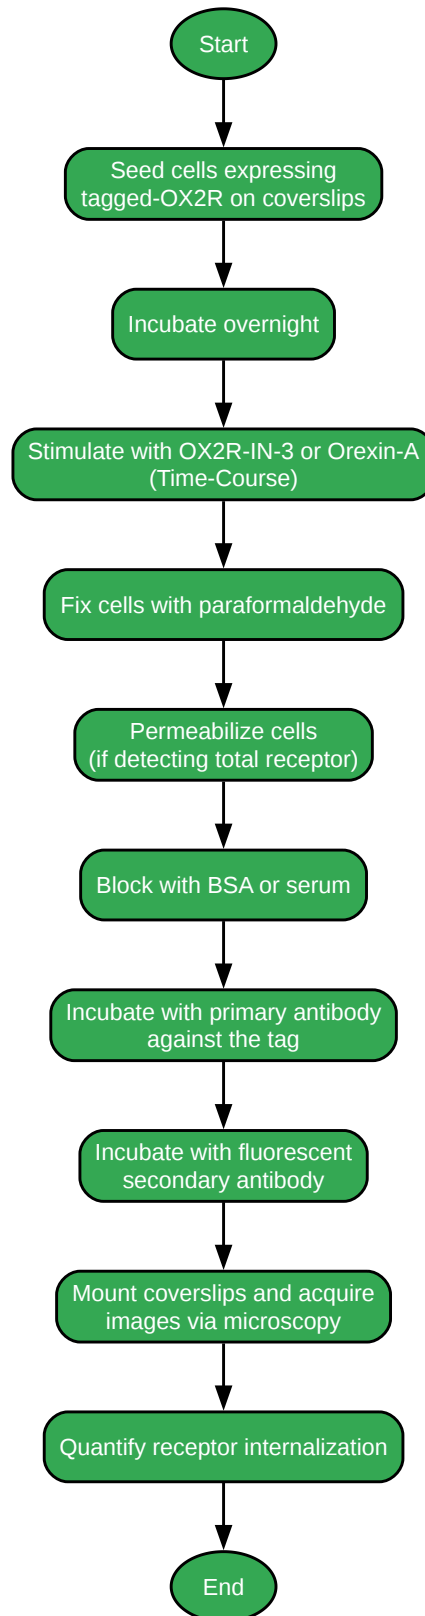 Start
Seed cells expressing
tagged-OX2R on coverslips
Incubate overnight
Stimulate with OX2R-IN-3 or Orexin-A
(Time-Course)
Fix cells with paraformaldehyde
Permeabilize cells
(if detecting total receptor)
Block with BSA or serum
Incubate with primary antibody
against the tag
Incubate with fluorescent
secondary antibody
Mount coverslips and acquire
images via microscopy
Quantify receptor internalization
End